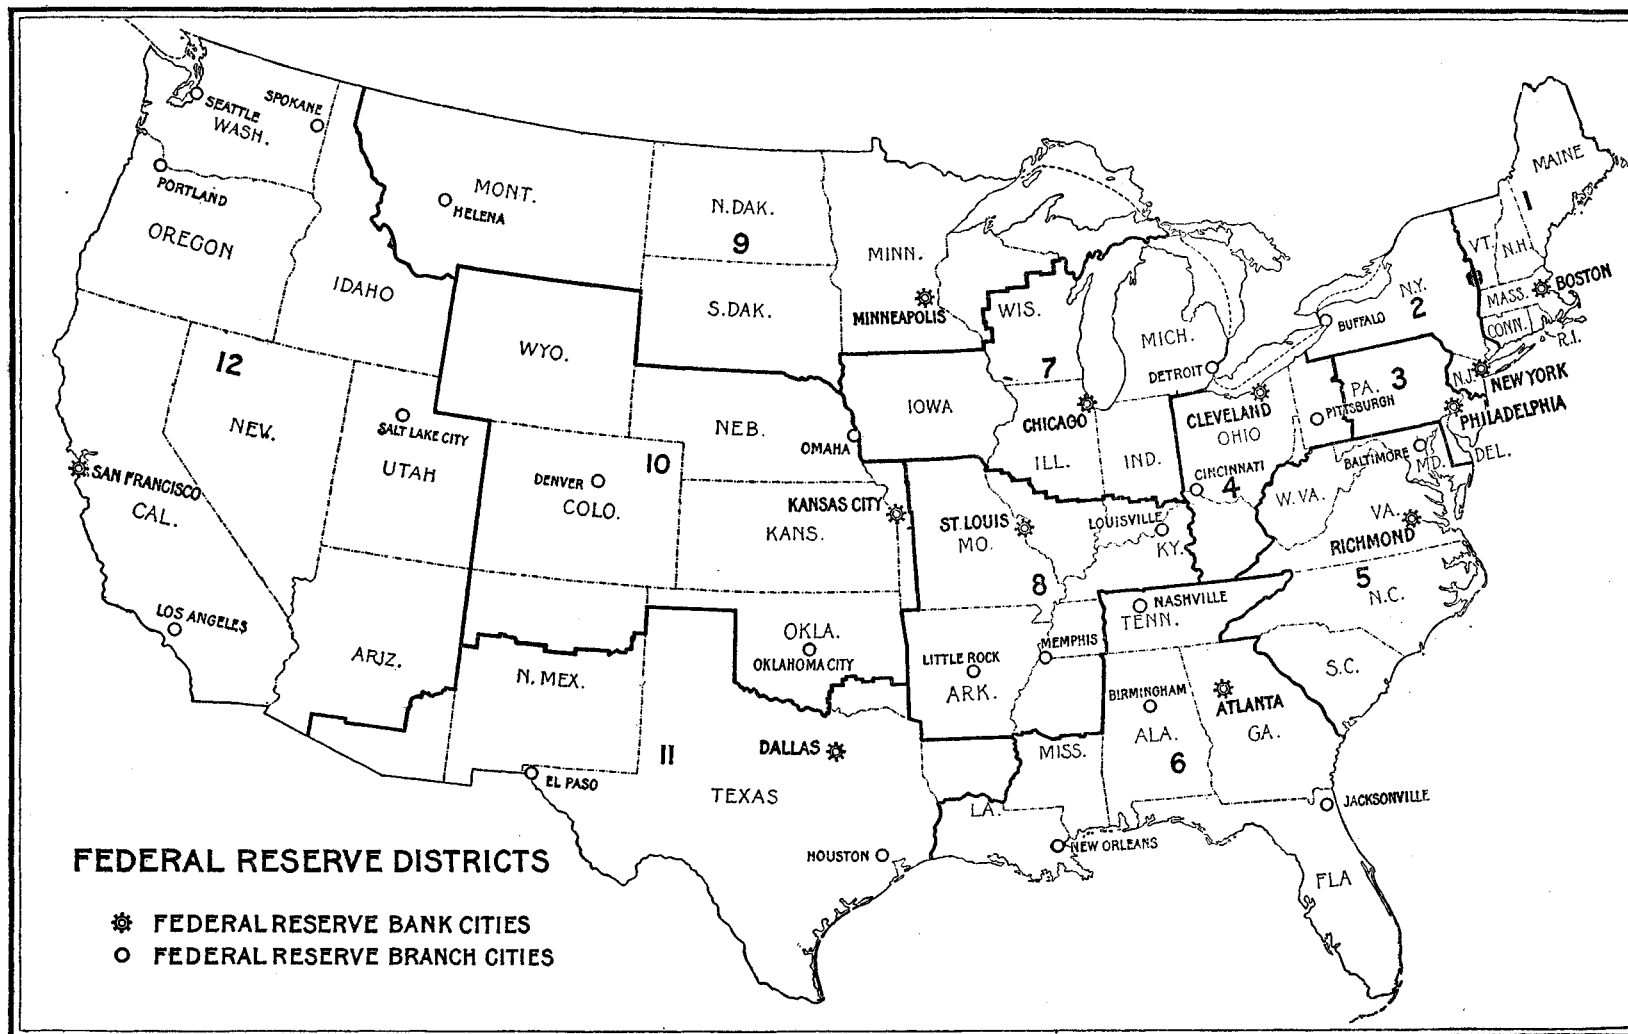 SEATTLE
SPOKANE
WASH.
PORTLAND
OREGON
IDAHO
MONT.
HELENA
N.DAK.
9
S.DAK.
MINN.
MINNEAPOLIS
WIS.
7
MICH.
DETROIT
MAINE
1
VT.
N.H.
MASS.
BOSTON
CONN.
R.I.
N.Y.
2
BUFFALO
N.J.
NEW YORK
PA.
3
PITTSBURGH
PHILADELPHIA
DEL.
BALTIMORE
MD.
12
NEV.
SALT LAKE CITY
UTAH
WYO.
NEB.
OMAHA
IOWA
CHICAGO
ILL.
IND.
CLEVELAND
OHIO
CINCINNATI
4
W.VA.
VA.
RICHMOND
5
N.C.
S.C.
SAN FRANCISCO
CAL.
LOS ANGELES
ARIZ.
10
DENVER
COLO.
KANSAS CITY
KANS.
ST. LOUIS
MO.
8
LOUISVILLE
KY.
NASHVILLE
TENN.
MEMPHIS
OKLA.
OKLAHOMA CITY
LITTLE ROCK
ARK.
N. MEX.
EL PASO
11
DALLAS
TEXAS
HOUSTON
LA.
NEW ORLEANS
MISS.
BIRMINGHAM
ALA.
6
ATLANTA
GA.
JACKSONVILLE
FLA
FEDERAL RESERVE DISTRICTS
FEDERAL RESERVE BANK CITIES
FEDERAL RESERVE BRANCH CITIES